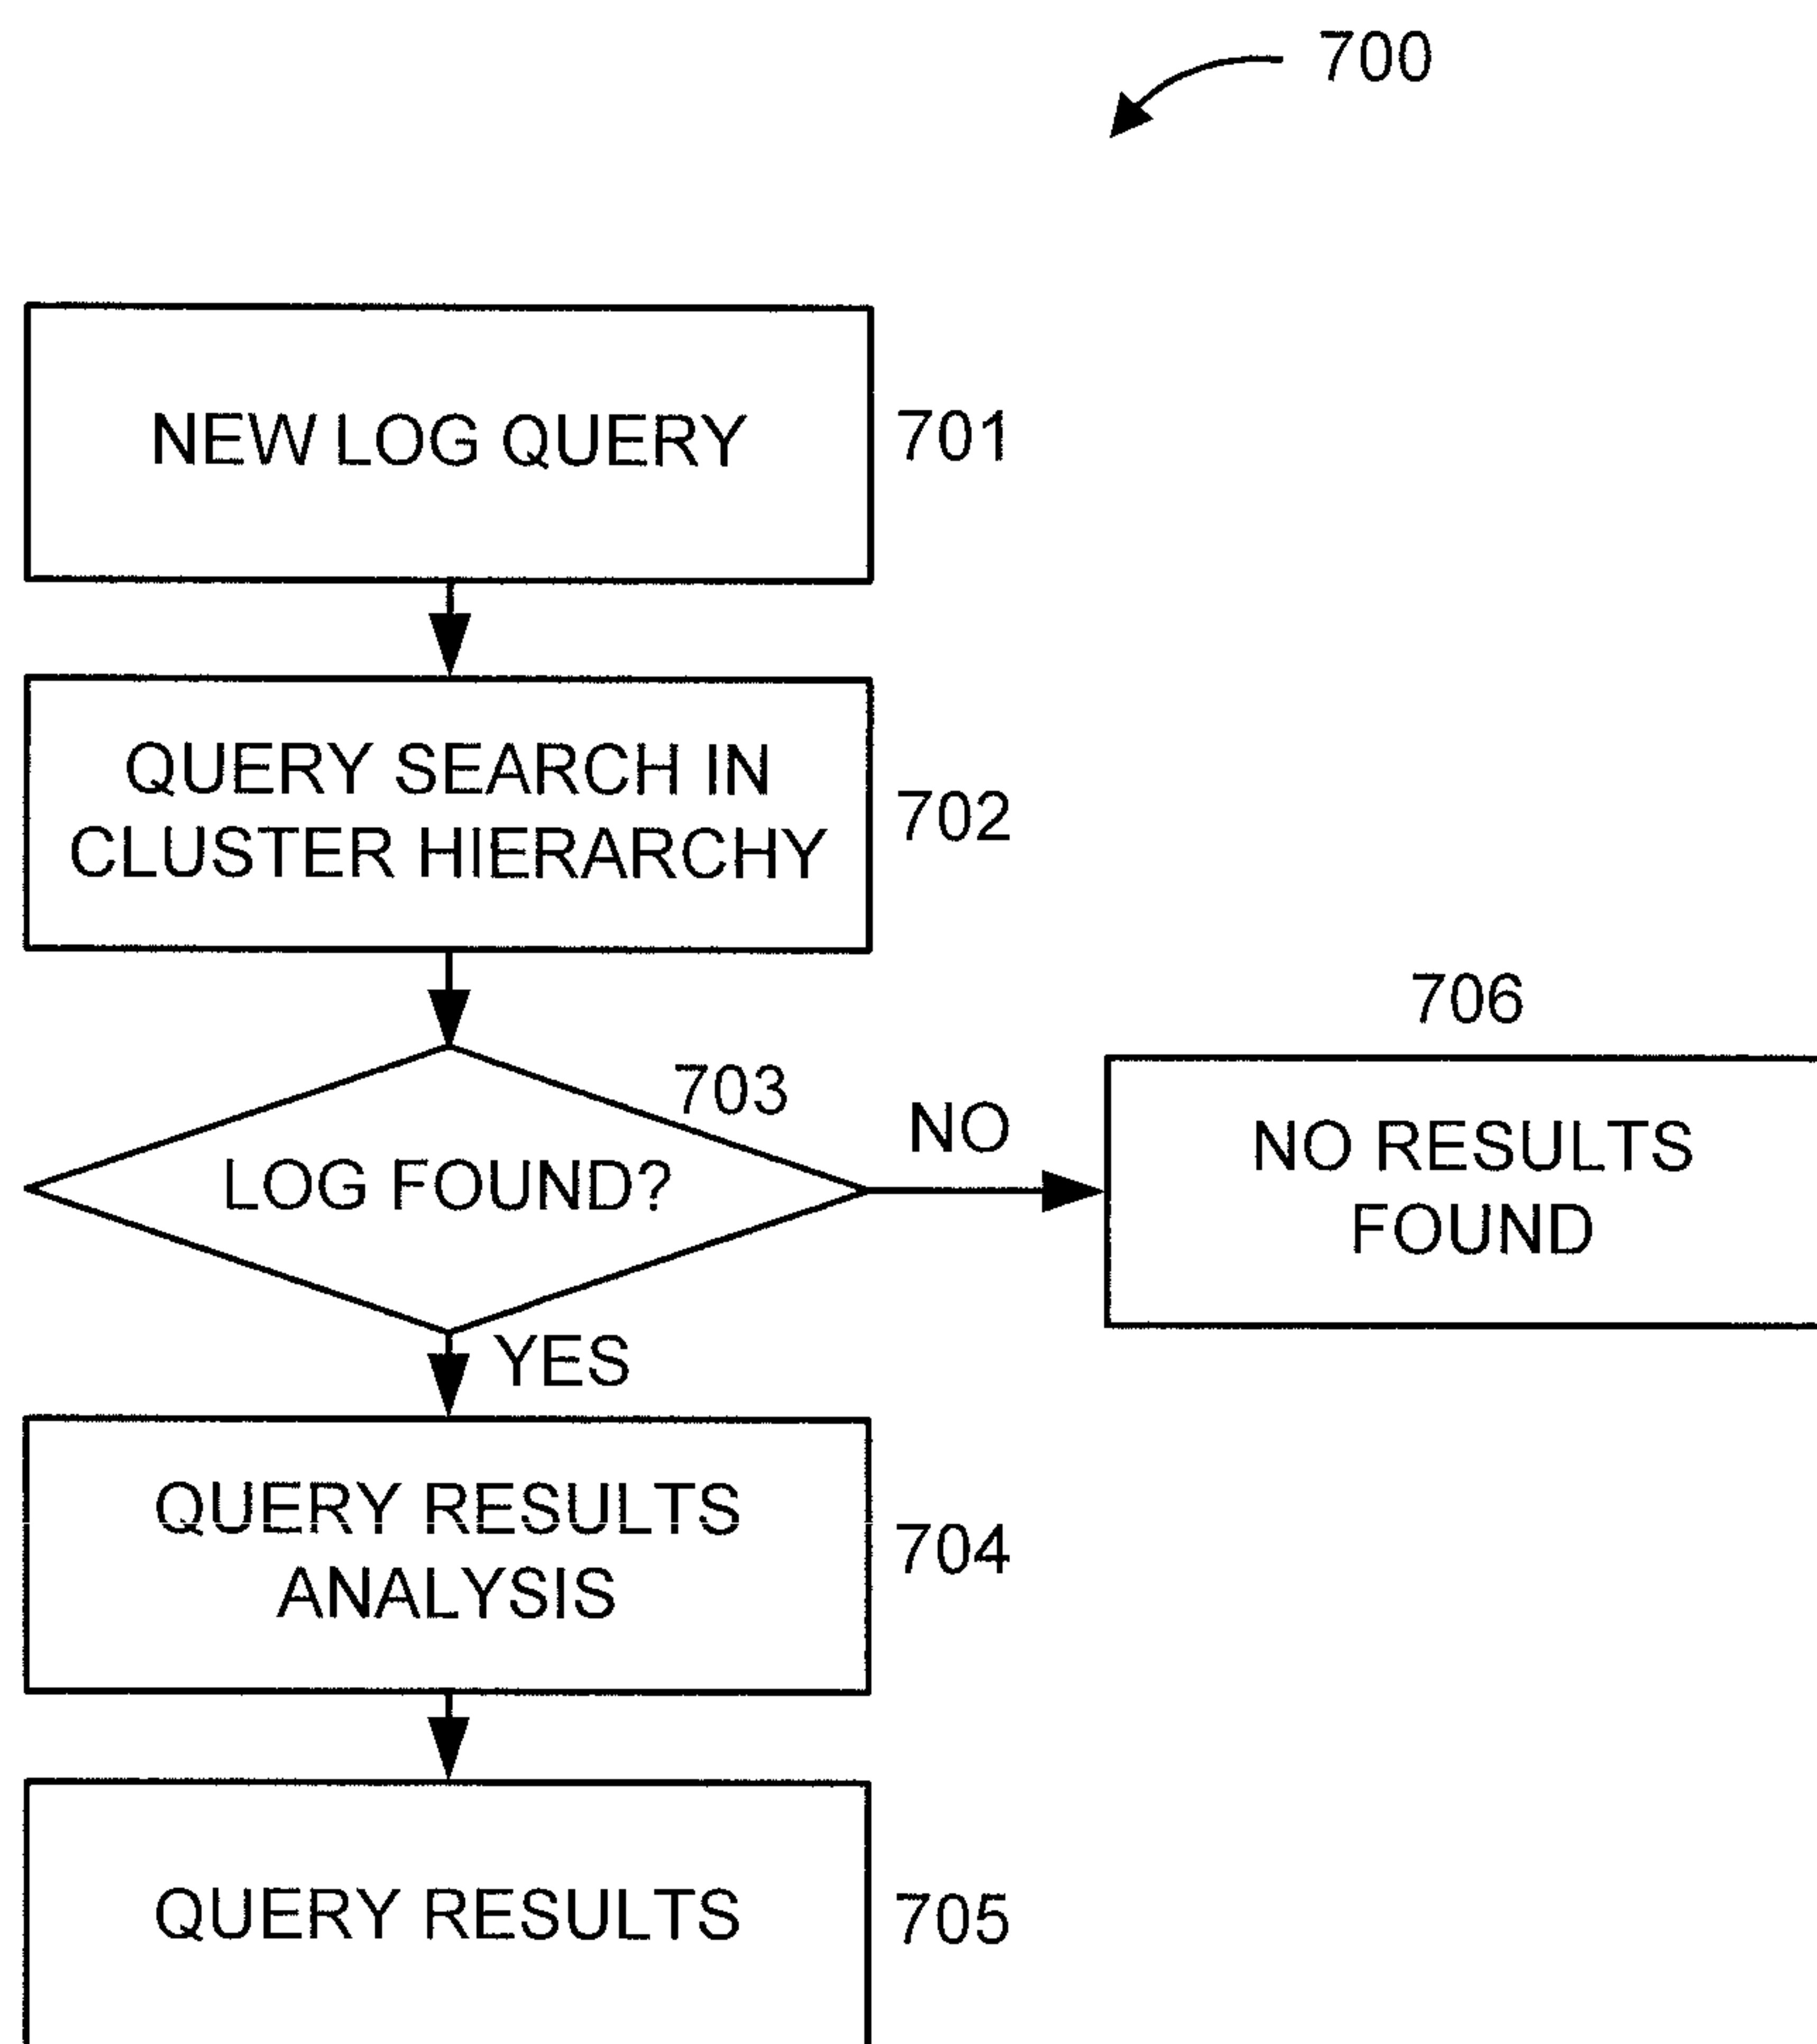 700
NEW LOG QUERY
701
QUERY SEARCH IN
CLUSTER HIERARCHY
702
703
LOG FOUND?
NO
706
NO RESULTS
FOUND
YES
QUERY RESULTS
ANALYSIS
704
QUERY RESULTS
705